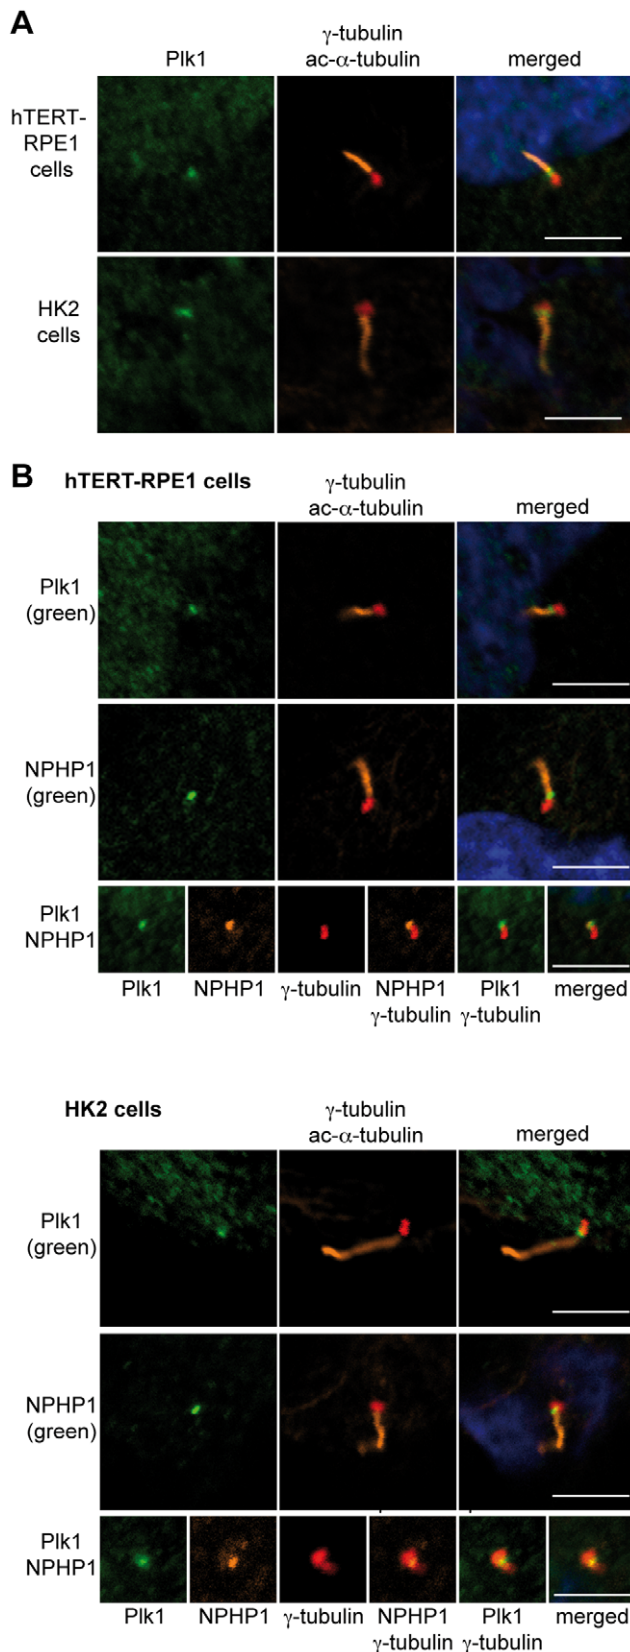 A
γ-tubulin
Plk1 ac-α-tubulin merged
hTERT-
RPE1
cells
HK2
cells
B hTERT-RPE1 cells γ-tubulin
ac-α-tubulin merged
Plk1
(green)
NPHP1
(green)
Plk1
NPHP1
Plk1 NPHP1 γ-tubulin NPHP1 Plk1 merged
γ-tubulin γ-tubulin
HK2 cells γ-tubulin
ac-α-tubulin merged
Plk1
(green)
NPHP1
(green)
Plk1
NPHP1
Plk1 NPHP1 γ-tubulin NPHP1 Plk1 merged
γ-tubulin γ-tubulin